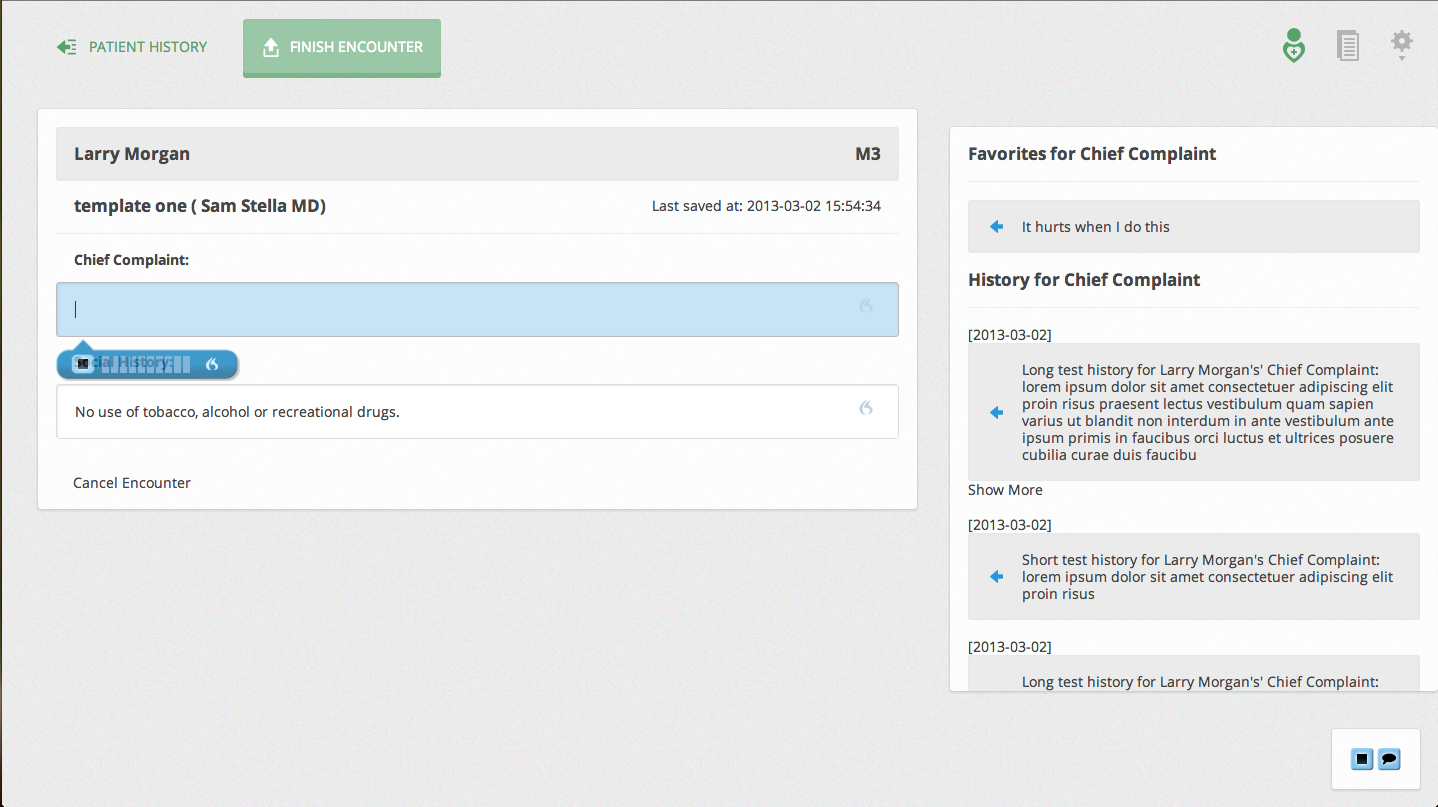 PATIENT HISTORY
FINISH ENCOUNTER
Larry Morgan M3
template one ( Sam Stella MD)
Last saved at: 2013-03-02 15:54:34
Chief Complaint:
Social History:
No use of tobacco, alcohol or recreational drugs.
Cancel Encounter
Favorites for Chief Complaint
It hurts when I do this
History for Chief Complaint
[2013-03-02]
Long test history for Larry Morgan's' Chief Complaint:
lorem ipsum dolor sit amet consectetuer adipiscing elit
proin risus praesent lectus vestibulum quam sapien
varius ut blandit non interdum in ante vestibulum ante
ipsum primis in faucibus orci luctus et ultrices posuere
cubilia curae duis faucibu
Show More
[2013-03-02]
Short test history for Larry Morgan's Chief Complaint:
lorem ipsum dolor sit amet consectetuer adipiscing elit
proin risus
[2013-03-02]
Long test history for Larry Morgan's' Chief Complaint: